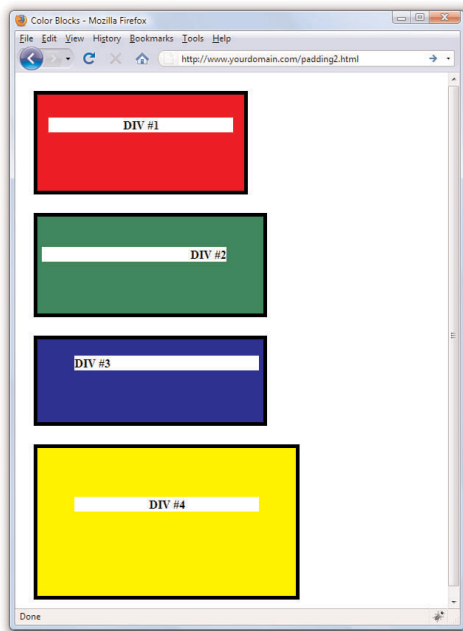 Color Blocks - Mozilla Firefox
File Edit View History Bookmarks Tools Help
http://www.yourdomain.com/padding2.html
DIV #1
DIV #2
DIV #3
DIV #4
Done